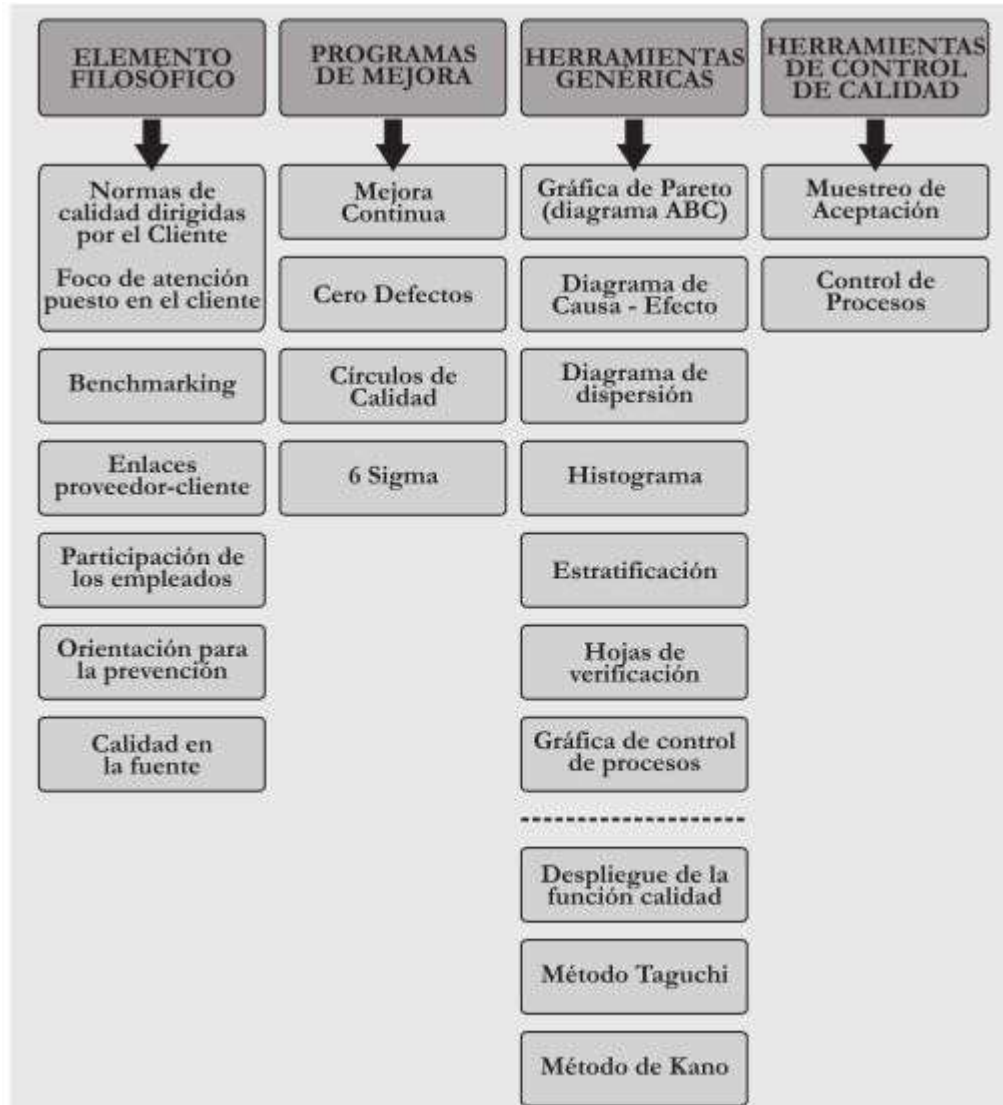 ELEMENTO
FILOSÓFICO
Normas de
calidad dirigidas
por el Cliente
Foco de atención
puesto en el cliente
Benchmarking
Enlaces
proveedor-cliente
Participación de
los empleados
Orientación para
la prevención
Calidad en
la fuente
PROGRAMAS
DE MEJORA
Mejora
Continua
Cero Defectos
Círculos de
Calidad
6 Sigma
HERRAMIENTAS
GENÉRICAS
Gráfica de Pareto
(diagrama ABC)
Diagrama de
Causa - Efecto
Diagrama de
dispersión
Histograma
Estratificación
Hojas de
verificación
Gráfica de control
de procesos
Despliegue de la
función calidad
Método Taguchi
Método de Kano
HERRAMIENTAS
DE CONTROL
DE CALIDAD
Muestreo de
Aceptación
Control de
Procesos